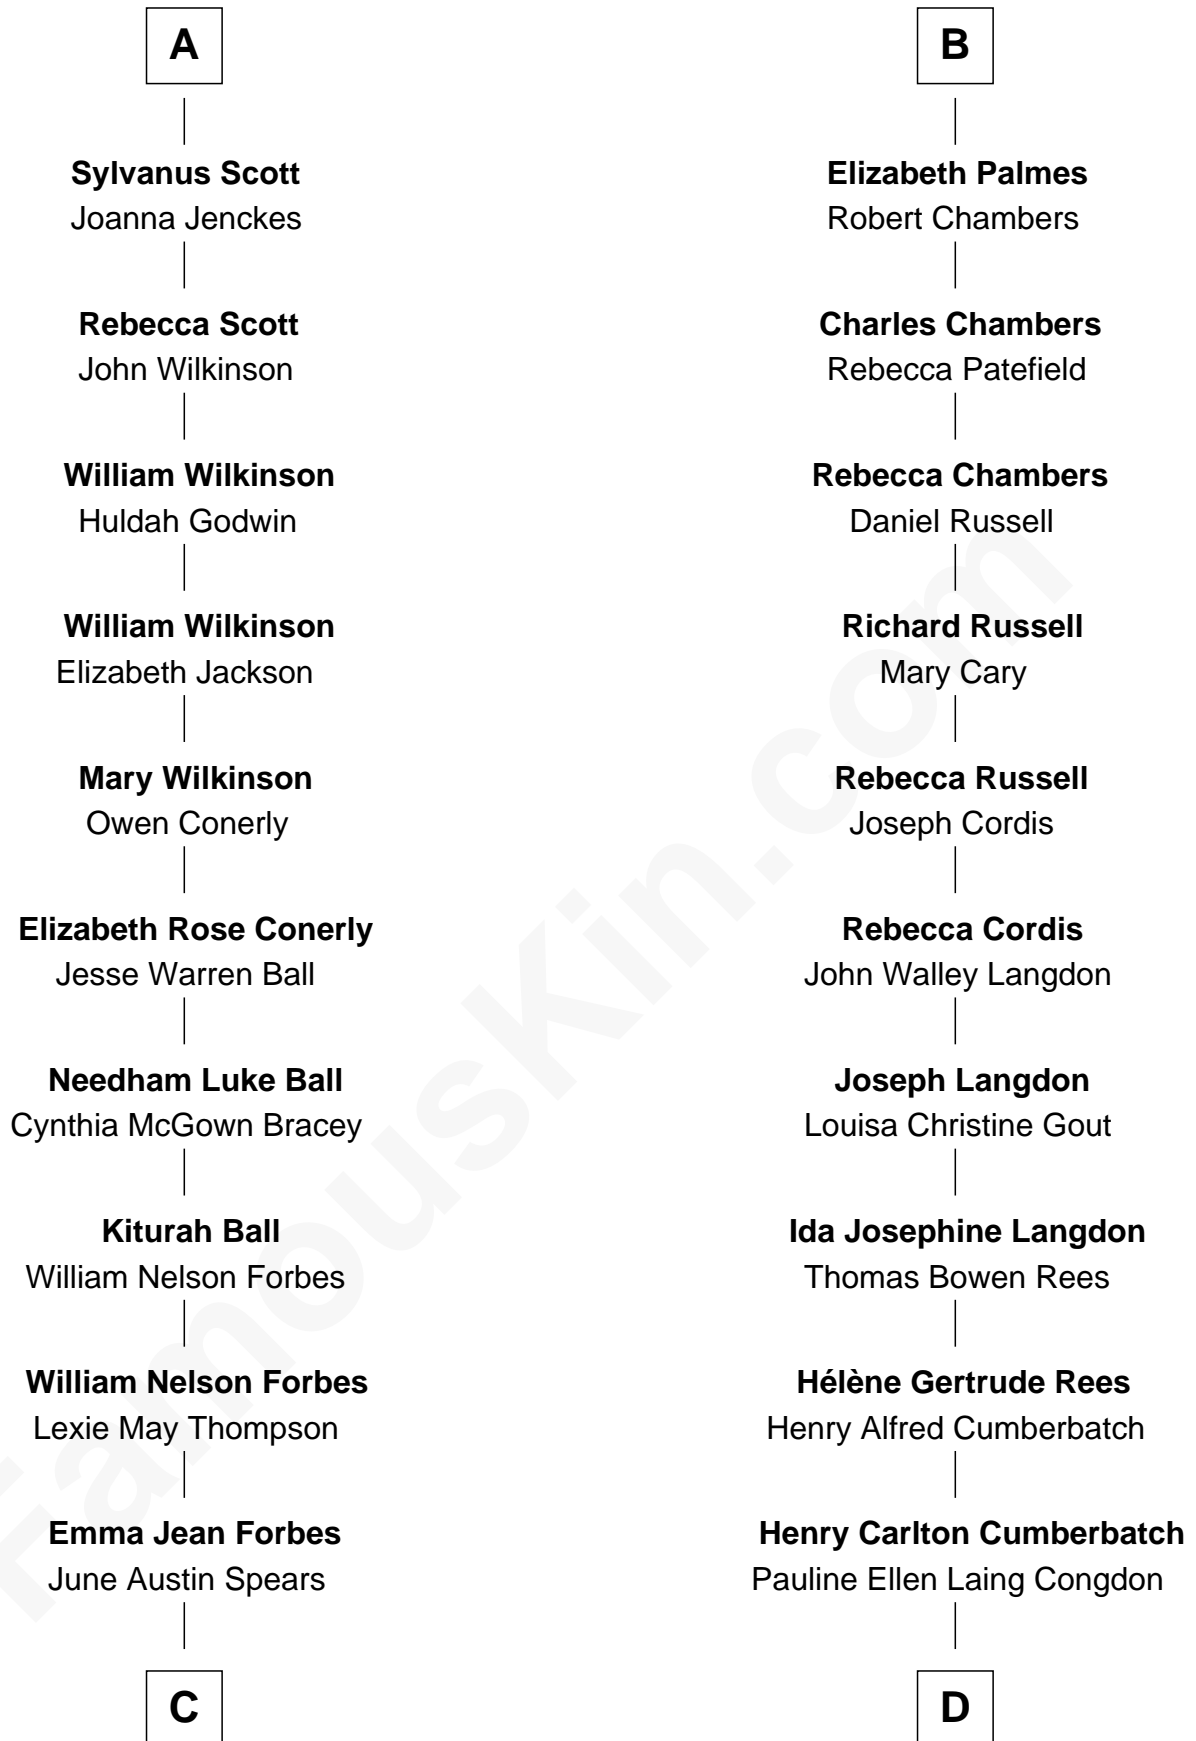 A
Sylvanus Scott
Joanna Jenckes
Rebecca Scott
John Wilkinson
William Wilkinson
Huldah Godwin
William Wilkinson
Elizabeth Jackson
Mary Wilkinson
Owen Conerly
Elizabeth Rose Conerly
Jesse Warren Ball
Needham Luke Ball
Cynthia McGown Bracey
Kiturah Ball
William Nelson Forbes
William Nelson Forbes
Lexie May Thompson
Emma Jean Forbes
June Austin Spears
C
B
Elizabeth Palmes
Robert Chambers
Charles Chambers
Rebecca Patefield
Rebecca Chambers
Daniel Russell
Richard Russell
Mary Cary
Rebecca Russell
Joseph Cordis
Rebecca Cordis
John Walley Langdon
Joseph Langdon
Louisa Christine Gout
Ida Josephine Langdon
Thomas Bowen Rees
Hélène Gertrude Rees
Henry Alfred Cumberbatch
Henry Carlton Cumberbatch
Pauline Ellen Laing Congdon
D
FamousKin.com